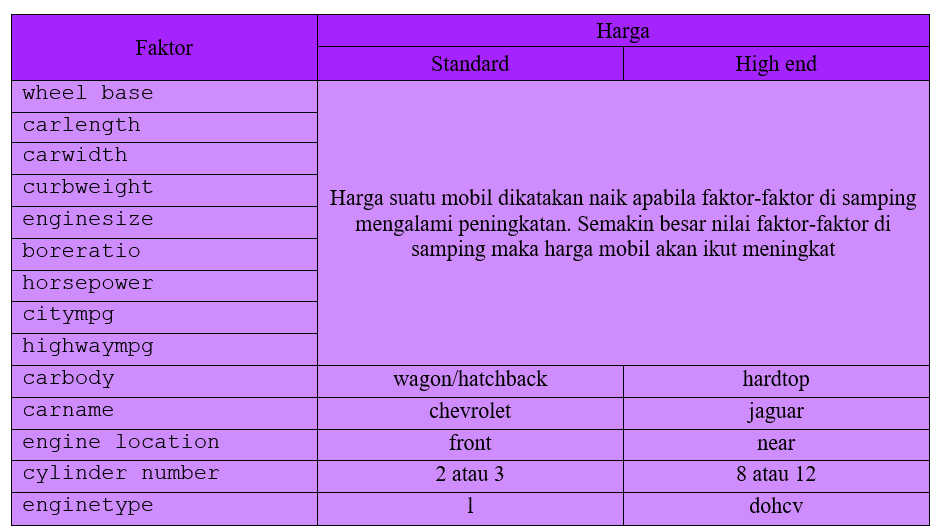 Faktor
Harga
Standard
High end
wheel base
carlength
carwidth
curbweight
enginesize
boreratio
horsepower
citympg
highwaympg
Harga suatu mobil dikatakan naik apabila faktor-faktor di samping
mengalami peningkatan. Semakin besar nilai faktor-faktor di
samping maka harga mobil akan ikut meningkat
carbody
wagon/hatchback
hardtop
carname
chevrolet
jaguar
engine location
front
near
cylinder number
2 atau 3
8 atau 12
enginetype
l
dohcv